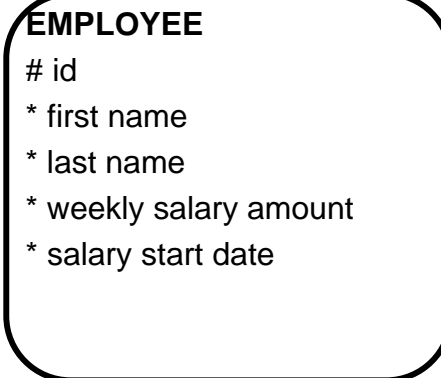 EMPLOYEE
# id
* first name
* last name
* weekly salary amount
* salary start date